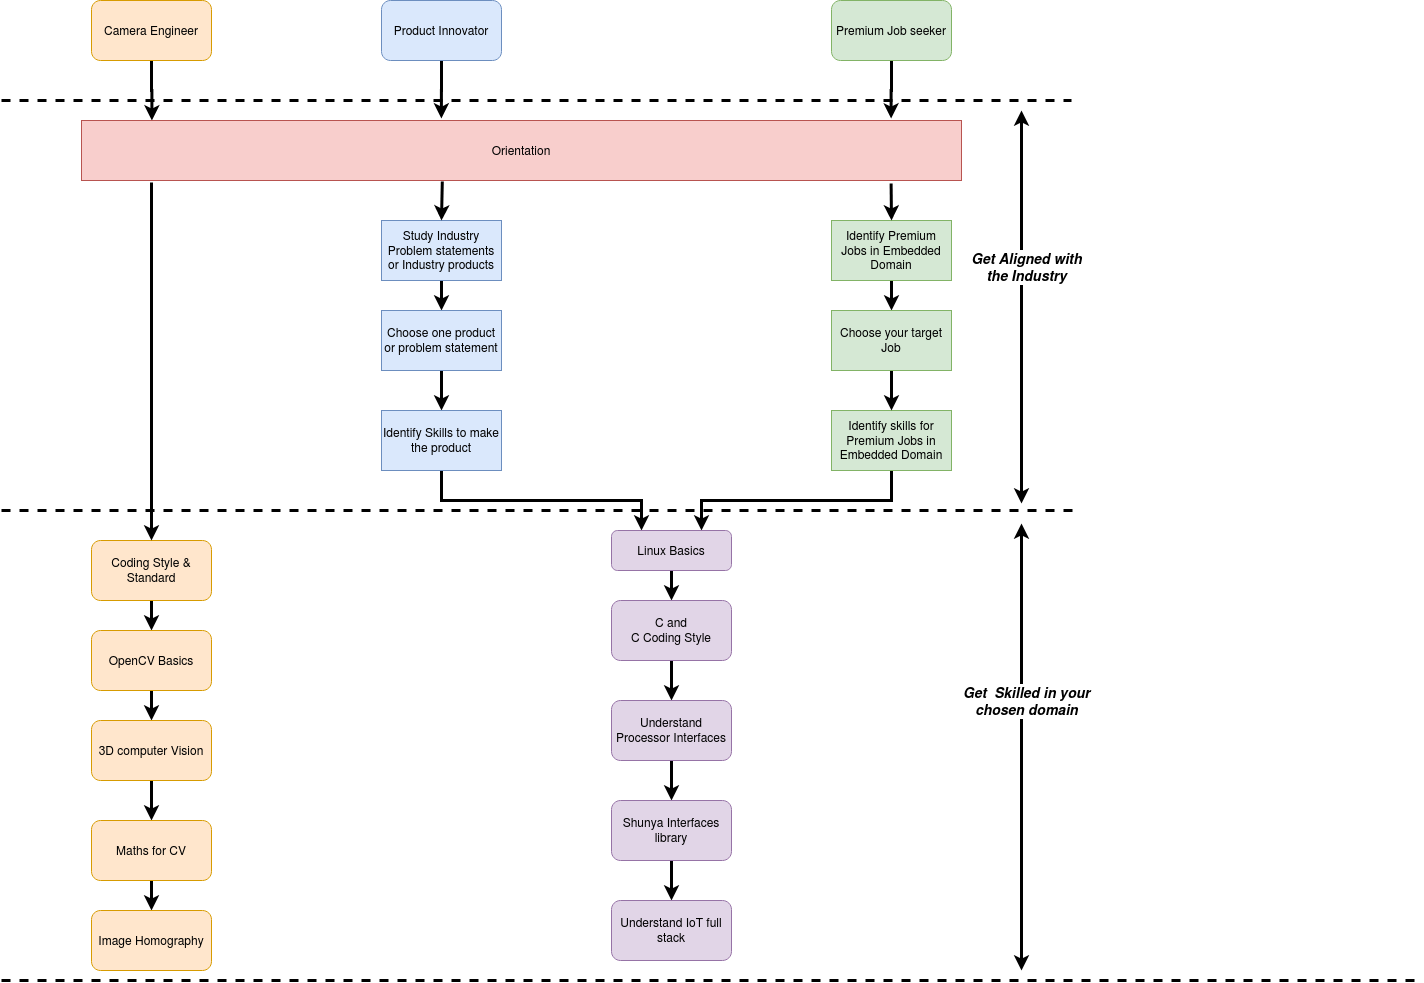 Camera Engineer
Product Innovator
Premium Job seeker
Orientation
Study Industry
Problem statements
or Industry products
Identify Premium
Jobs in Embedded
Domain
Get Aligned with
the Industry
Choose one product
or problem statement
Choose your target
Job
Identify Skills to make
the product
Identify skills for
Premium Jobs in
Embedded Domain
Coding Style &
Standard
OpenCV Basics
3D computer Vision
Maths for CV
Image Homography
Linux Basics
C and
C Coding Style
Understand
Processor Interfaces
Shunya Interfaces
library
Understand IoT full
stack
Get  Skilled in your
chosen domain